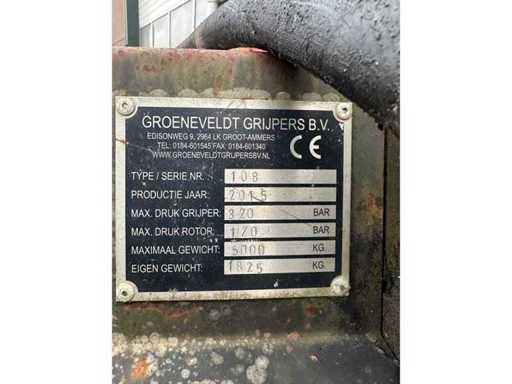 GROENEVELDT GRIJPERS B.V.
EDISONWEG 9, 2964 LK GROOT-AMMERS
TEL: 0184-601545 FAX: 0184-601340
WWW.GROENEVELDTGRIJPERSBV.NL
CE
TYPE / SERIE NR. 108
PRODUCTIE JAAR: 2015
MAX. DRUK GRIJPER: 320 BAR
MAX. DRUK ROTOR: 170 BAR
MAXIMAAL GEWICHT: 5000 KG.
EIGEN GEWICHT: 1825 KG.